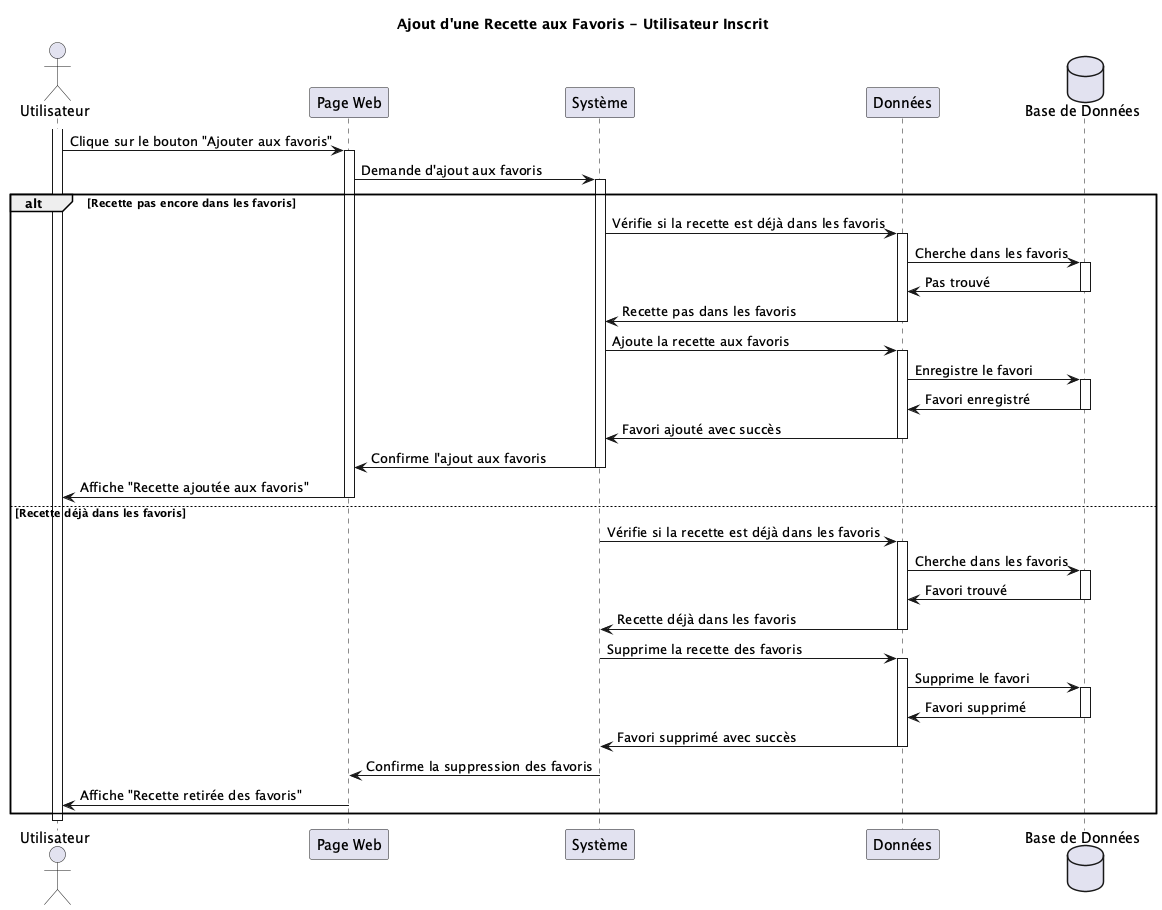 Ajout d'une Recette aux Favoris - Utilisateur Inscrit
Utilisateur
Page Web
Système
Données
Base de Données
Clique sur le bouton "Ajouter aux favoris"
Demande d'ajout aux favoris
alt
[Recette pas encore dans les favoris]
Vérifie si la recette est déjà dans les favoris
Cherche dans les favoris
Pas trouvé
Recette pas dans les favoris
Ajoute la recette aux favoris
Enregistre le favori
Favori enregistré
Favori ajouté avec succès
Confirme l'ajout aux favoris
Affiche "Recette ajoutée aux favoris"
[Recette déjà dans les favoris]
Vérifie si la recette est déjà dans les favoris
Cherche dans les favoris
Favori trouvé
Recette déjà dans les favoris
Supprime la recette des favoris
Supprime le favori
Favori supprimé
Favori supprimé avec succès
Confirme la suppression des favoris
Affiche "Recette retirée des favoris"
Utilisateur
Page Web
Système
Données
Base de Données